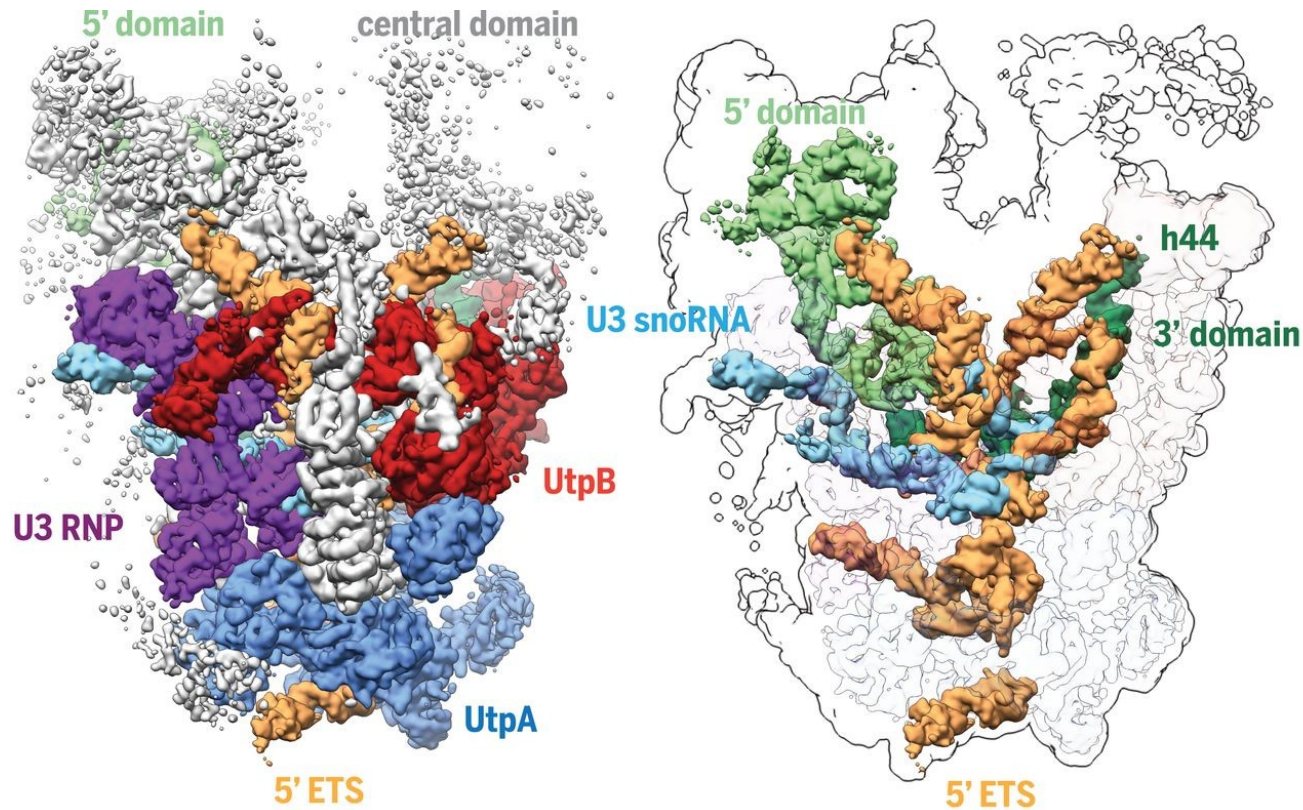 5’ domain
central domain
U3 RNP
UtpB
UtpA
5’ ETS
5’ domain
U3 snoRNA
h44
3’ domain
5’ ETS